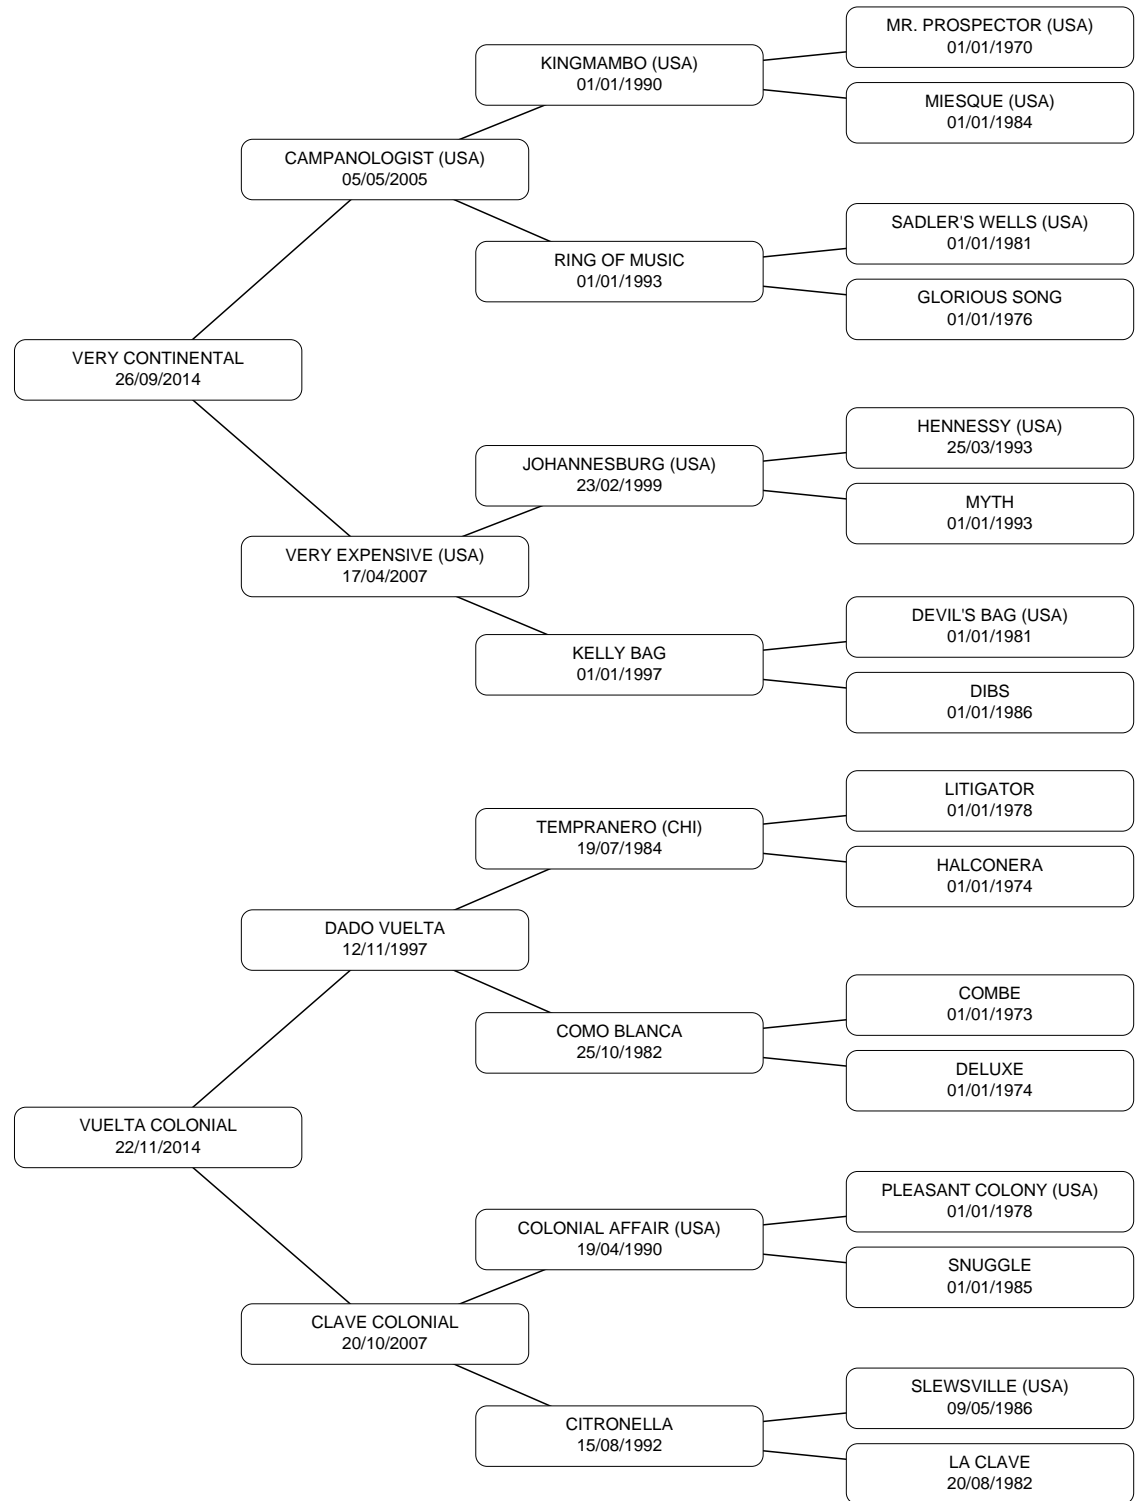 MR. PROSPECTOR (USA)
01/01/1970
KINGMAMBO (USA)
01/01/1990
MIESQUE (USA)
01/01/1984
CAMPANOLOGIST (USA)
05/05/2005
SADLER'S WELLS (USA)
01/01/1981
RING OF MUSIC
01/01/1993
GLORIOUS SONG
01/01/1976
VERY CONTINENTAL
26/09/2014
HENNESSY (USA)
25/03/1993
JOHANNESBURG (USA)
23/02/1999
MYTH
01/01/1993
VERY EXPENSIVE (USA)
17/04/2007
DEVIL'S BAG (USA)
01/01/1981
KELLY BAG
01/01/1997
DIBS
01/01/1986
LITIGATOR
01/01/1978
TEMPRANERO (CHI)
19/07/1984
HALCONERA
01/01/1974
DADO VUELTA
12/11/1997
COMBE
01/01/1973
COMO BLANCA
25/10/1982
DELUXE
01/01/1974
VUELTA COLONIAL
22/11/2014
PLEASANT COLONY (USA)
01/01/1978
COLONIAL AFFAIR (USA)
19/04/1990
SNUGGLE
01/01/1985
CLAVE COLONIAL
20/10/2007
SLEWSVILLE (USA)
09/05/1986
CITRONELLA
15/08/1992
LA CLAVE
20/08/1982